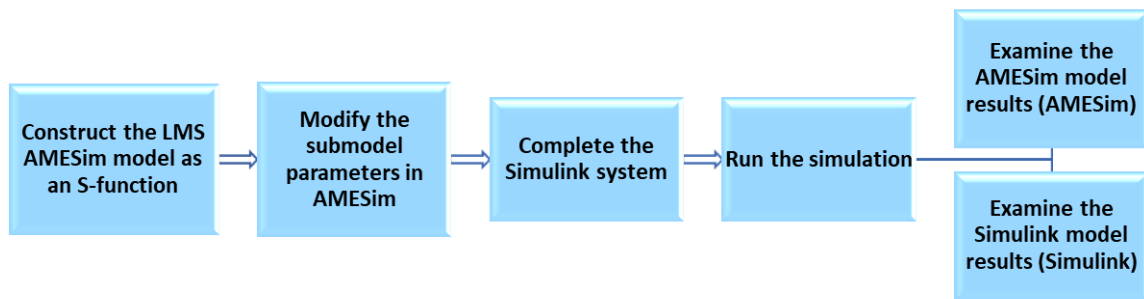 Construct the LMS
AMESim model as
an S-function
Modify the
submodel
parameters in
AMESim
Complete the
Simulink system
Run the simulation
Examine the
AMESim model
results (AMESim)
Examine the
Simulink model
results (Simulink)